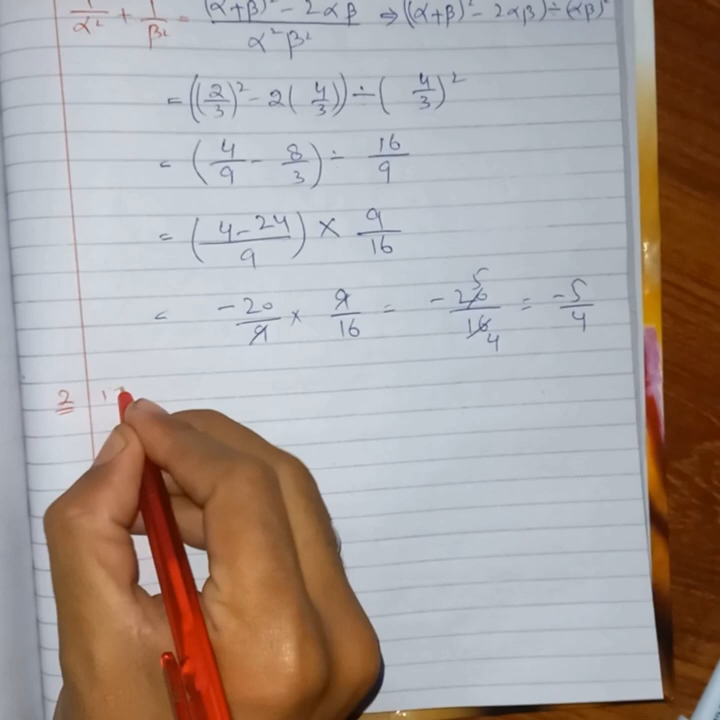 1/α² + 1/β² = (α+β)² - 2αβ / α²β² ⇒ ((α+β)² - 2αβ) ÷ (αβ)²
= ((2/3)² - 2(4/3)) ÷ (4/3)²
= (4/9 - 8/3) ÷ 16/9
= (4-24/9) × 9/16
= -20/9 × 9/16 = -20/16 5 4 = -5/4
2